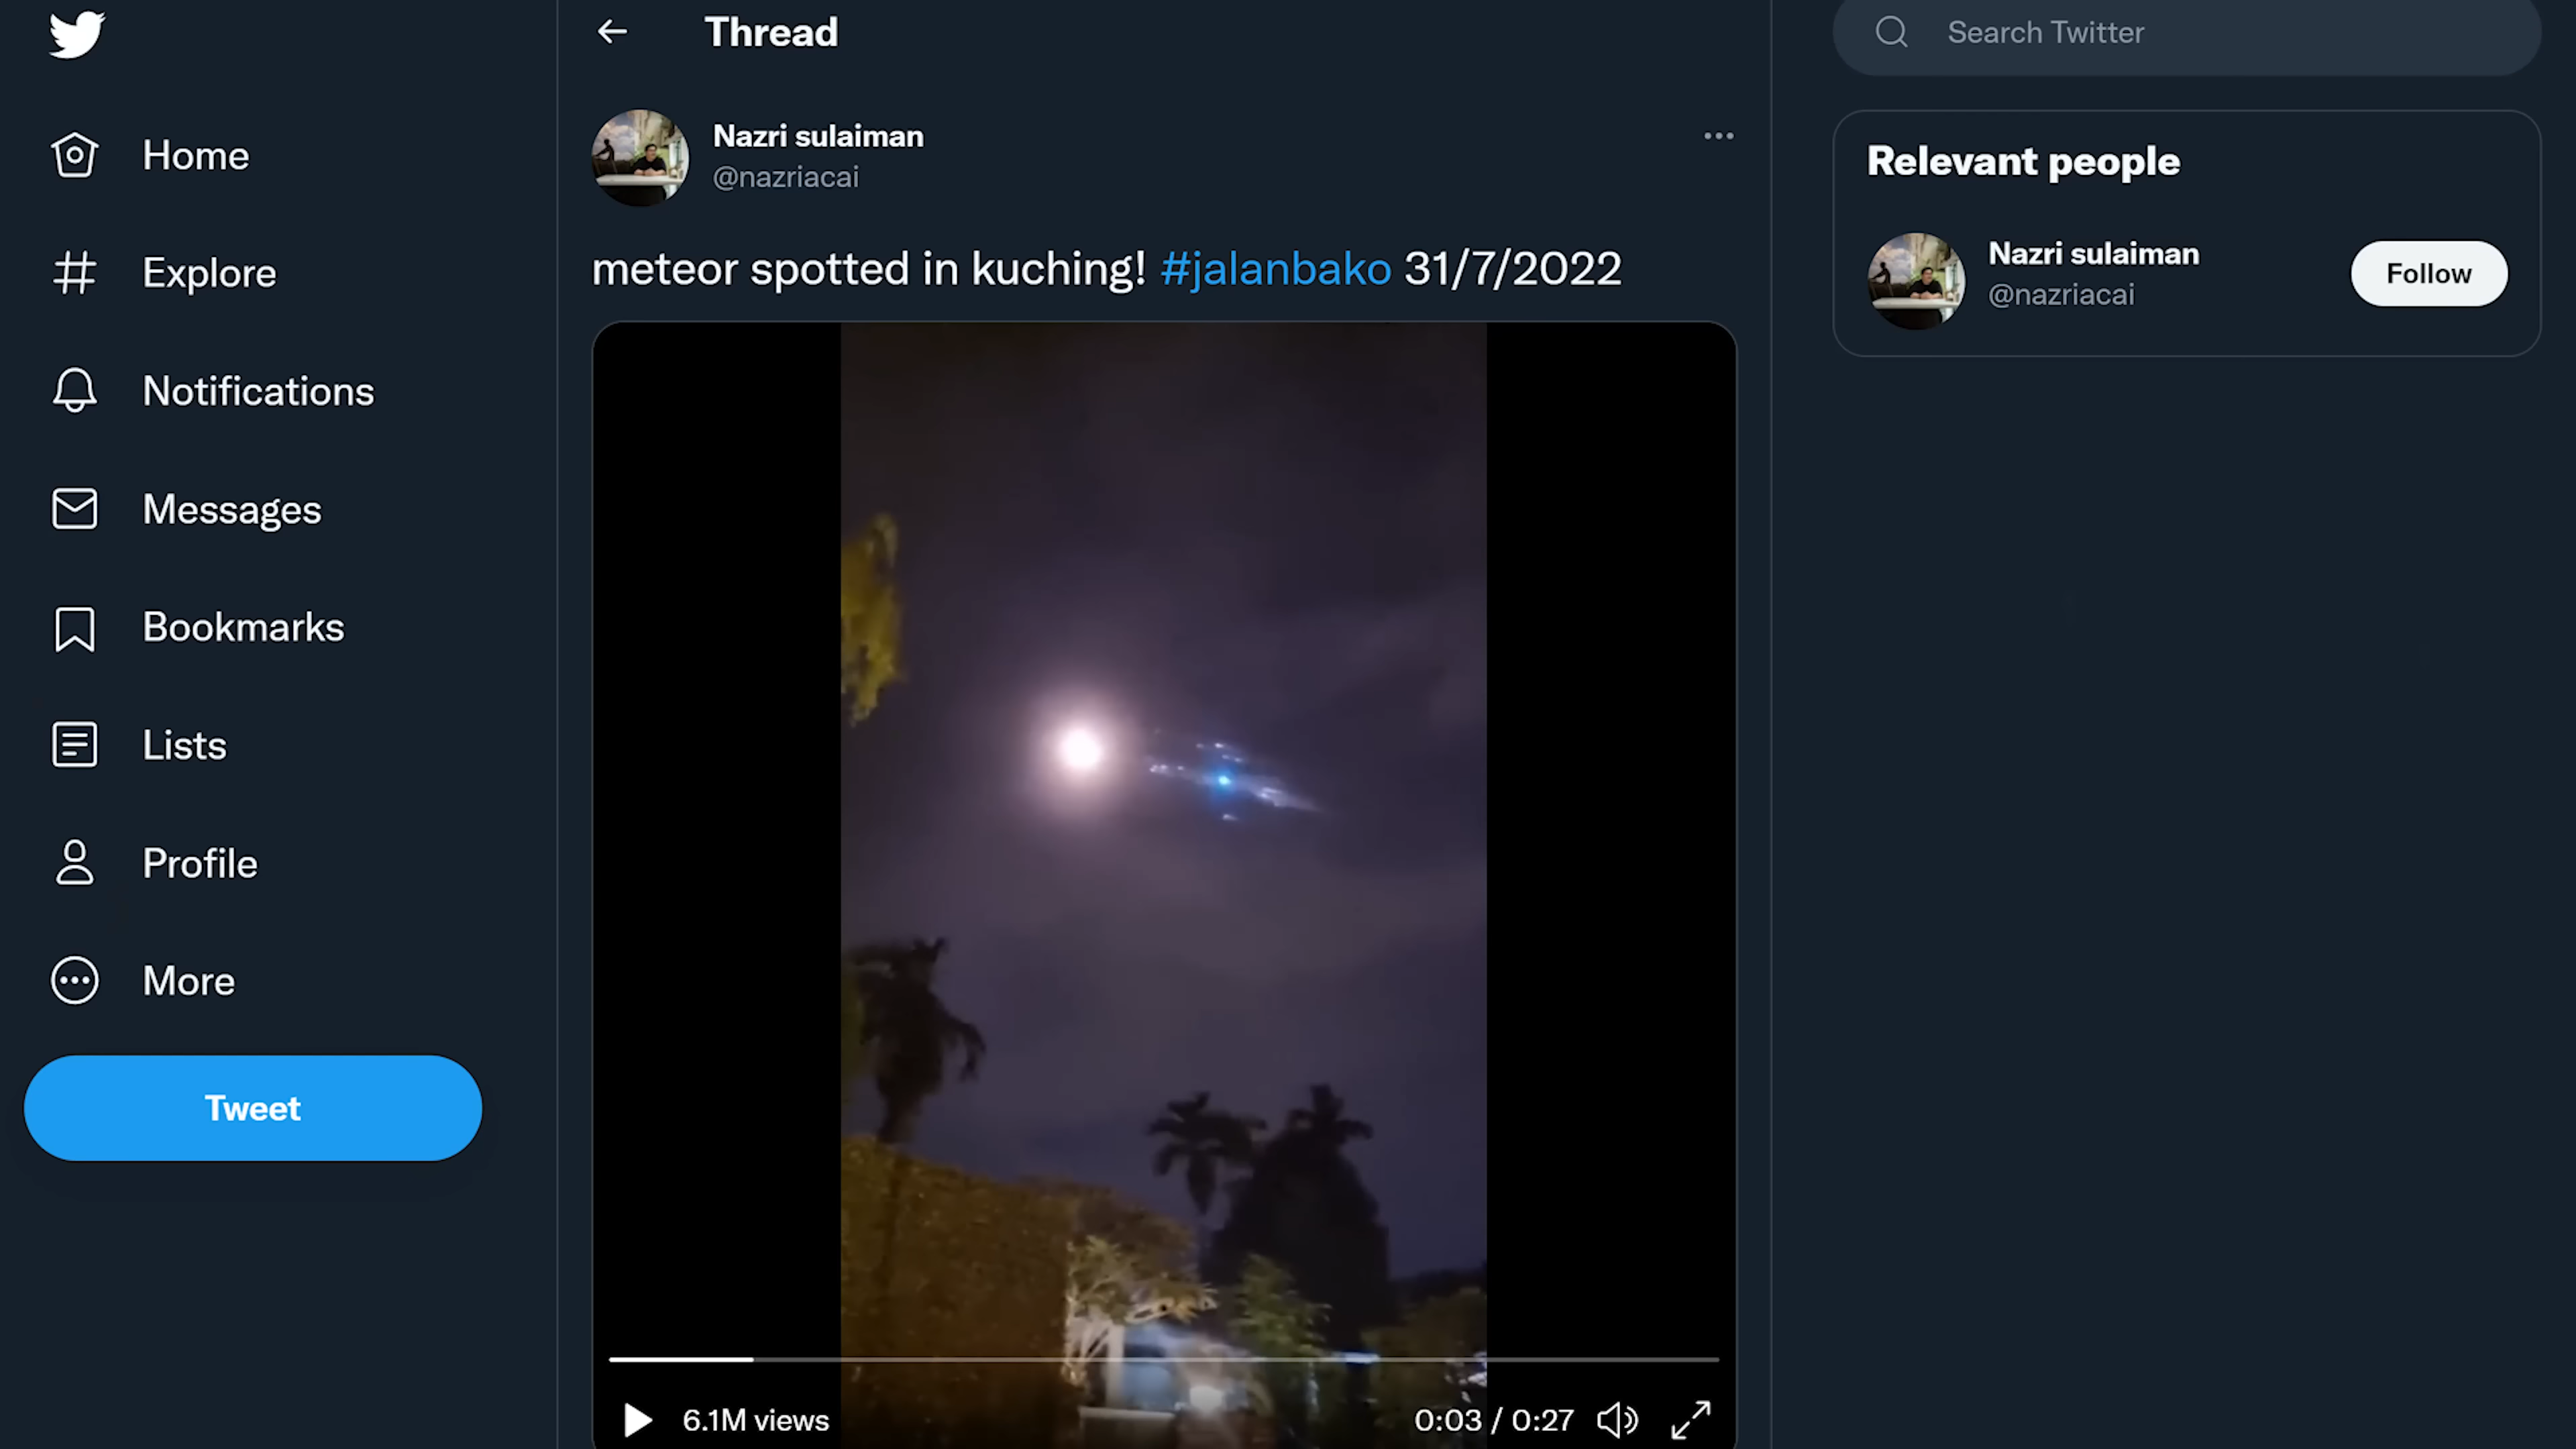 Thread
Search Twitter
Home
Explore
Notifications
Messages
Bookmarks
Lists
Profile
More
Tweet
Nazri sulaiman
@nazriacai
meteor spotted in kuching! #jalanbako 31/7/2022
6.1M views
0:03 / 0:27
Relevant people
Nazri sulaiman
@nazriacai
Follow